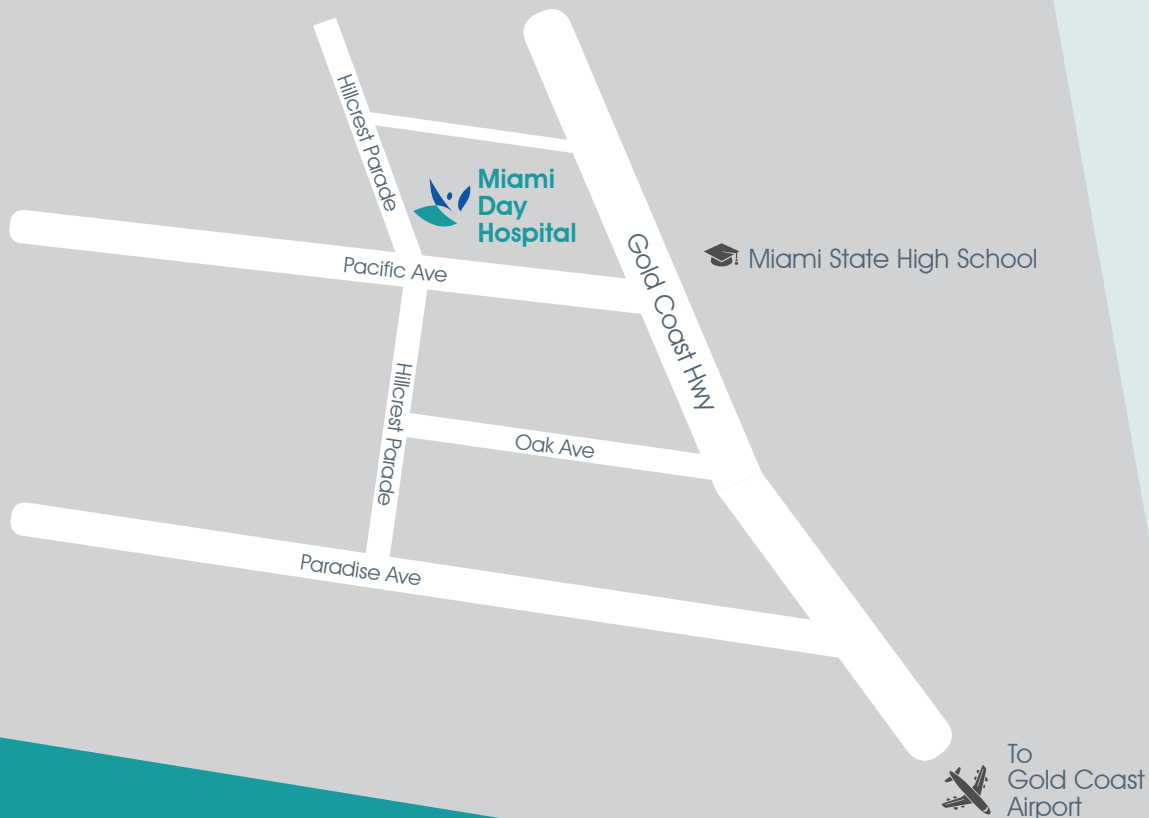 Hillcrest Parade
Miami
Day
Hospital
Pacific Ave
Gold Coast Hwy
Miami State High School
Hillcrest Parade
Oak Ave
Paradise Ave
To
Gold Coast
Airport